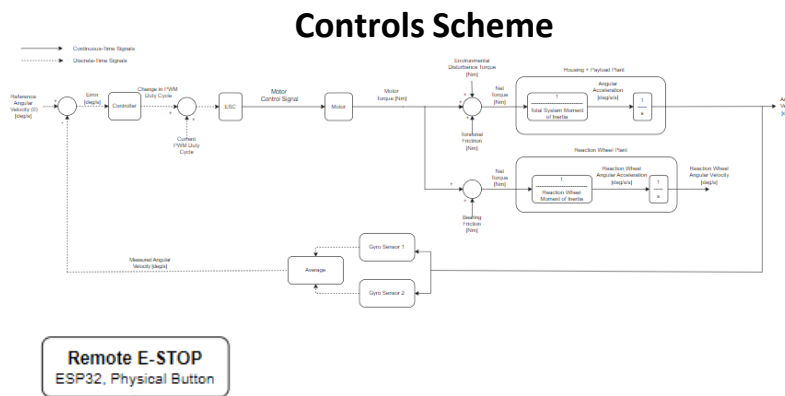 Controls Scheme
Continuous-Time Signals
Discrete-Time Signals
Reference
Angular
Velocity (0)
[deg/s]
Error
[deg/s]
Controller
Change in PWM
Duty Cycle
Current
PWM Duty
Cycle
ESC
Motor
Control Signal
Motor
Motor
Torque [Nm]
Environmental
Disturbance Torque
[Nm]
Net
Torque
[Nm]
Torsional
Friction
[Nm]
Housing + Payload Plant
1
Total System Moment
of Inertia
Angular
Acceleration
[deg/s/s]
1
s
Reaction Wheel Plant
Net
Torque
[Nm]
Bearing
Friction
[Nm]
1
Reaction Wheel
Moment of Inertia
Reaction Wheel
Angular Acceleration
[deg/s/s]
1
s
Reaction Wheel
Angular Velocity
[deg/s]
Gyro Sensor 1
Gyro Sensor 2
Average
Measured Angular
Velocity [deg/s]
Remote E-STOP
ESP32, Physical Button